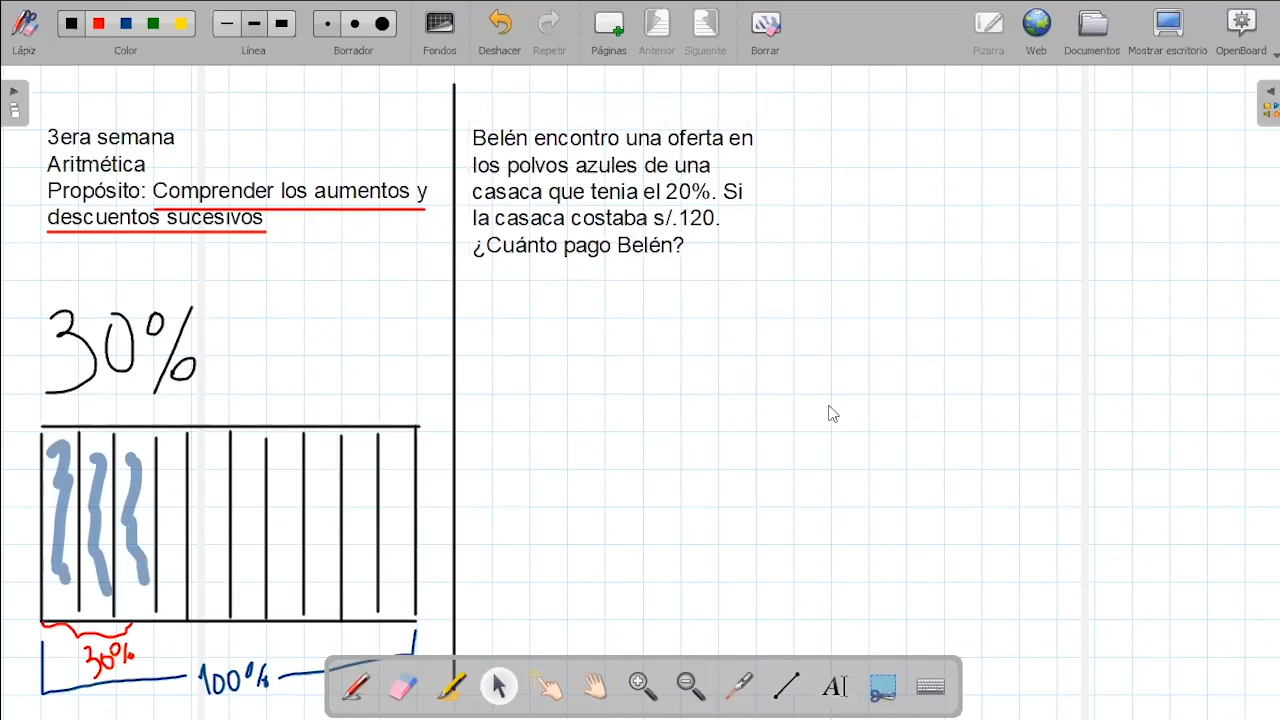 Lápiz
Color
Línea
Borrador
Fondos
Deshacer
Repetir
Páginas
Anterior
Siguiente
Borrar
Pizarra
Web
Documentos
Mostrar escritorio
OpenBoard
3era semana
Aritmética
Propósito: Comprender los aumentos y
descuentos sucesivos
30%
30%
100%
Belén encontro una oferta en
los polvos azules de una
casaca que tenia el 20%. Si
la casaca costaba s/.120.
¿Cuánto pago Belén?
AI